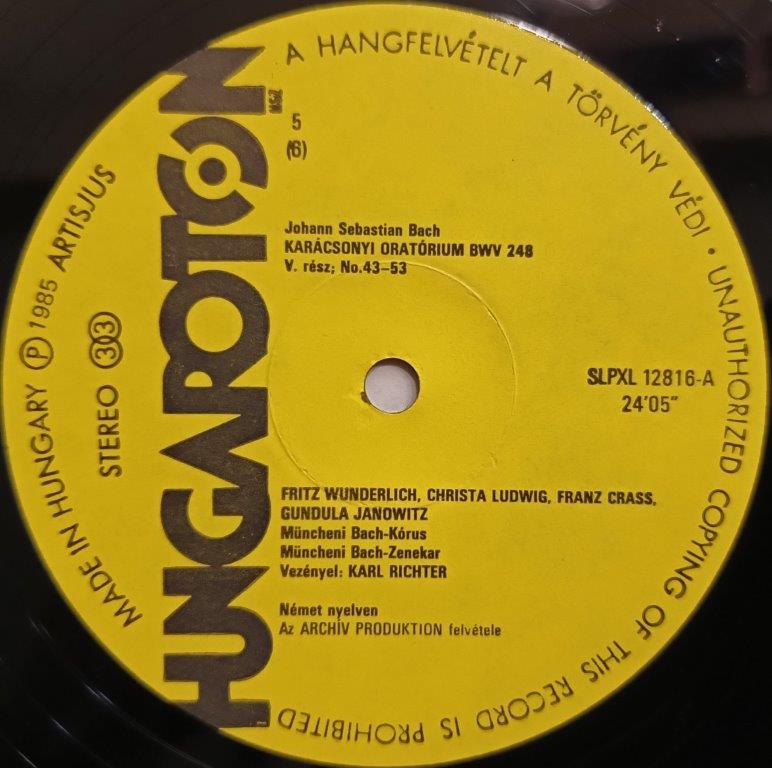 HUNGAROTON
MSZ
5
(6)
A HANGFELVÉTELT A TÖRVÉNY VÉDI • UNAUTHORIZED COPYING OF THIS RECORD IS PROHIBITED
MADE IN HUNGARY Ⓟ 1985 ARTISJUS
STEREO 33
Johann Sebastian Bach
KARÁCSONYI ORATÓRIUM BWV 248
V. rész; No.43–53
SLPXL 12816-A
24'05"
FRITZ WUNDERLICH, CHRISTA LUDWIG, FRANZ CRASS,
GUNDULA JANOWITZ
Müncheni Bach-Kórus
Müncheni Bach-Zenekar
Vezényel: KARL RICHTER
Német nyelven
Az ARCHIV PRODUKTION felvétele